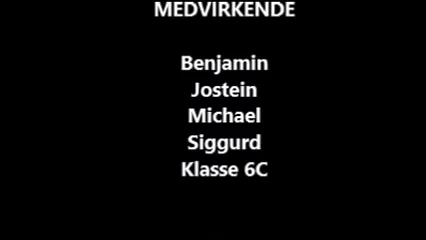 MEDVIRKENDE
Benjamin
Jostein
Michael
Siggurd
Klasse 6C